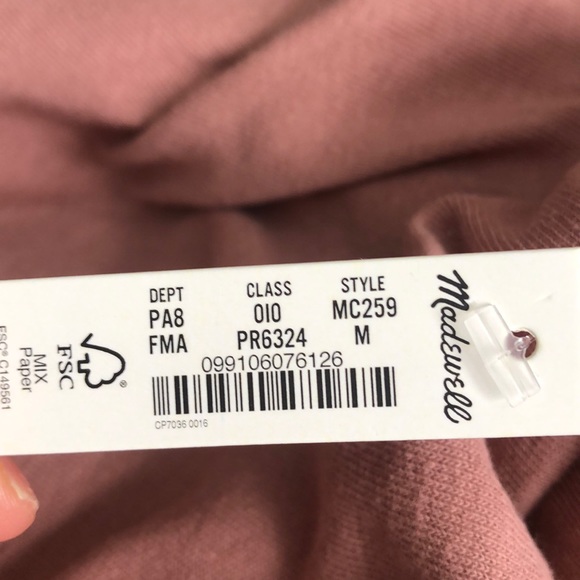 DEPT CLASS STYLE
PA8 010 MC259
FMA PR6324 M
099106076126
CP7036 0016
Madewell
FSC
®
MIX
Paper
FSC® C149561